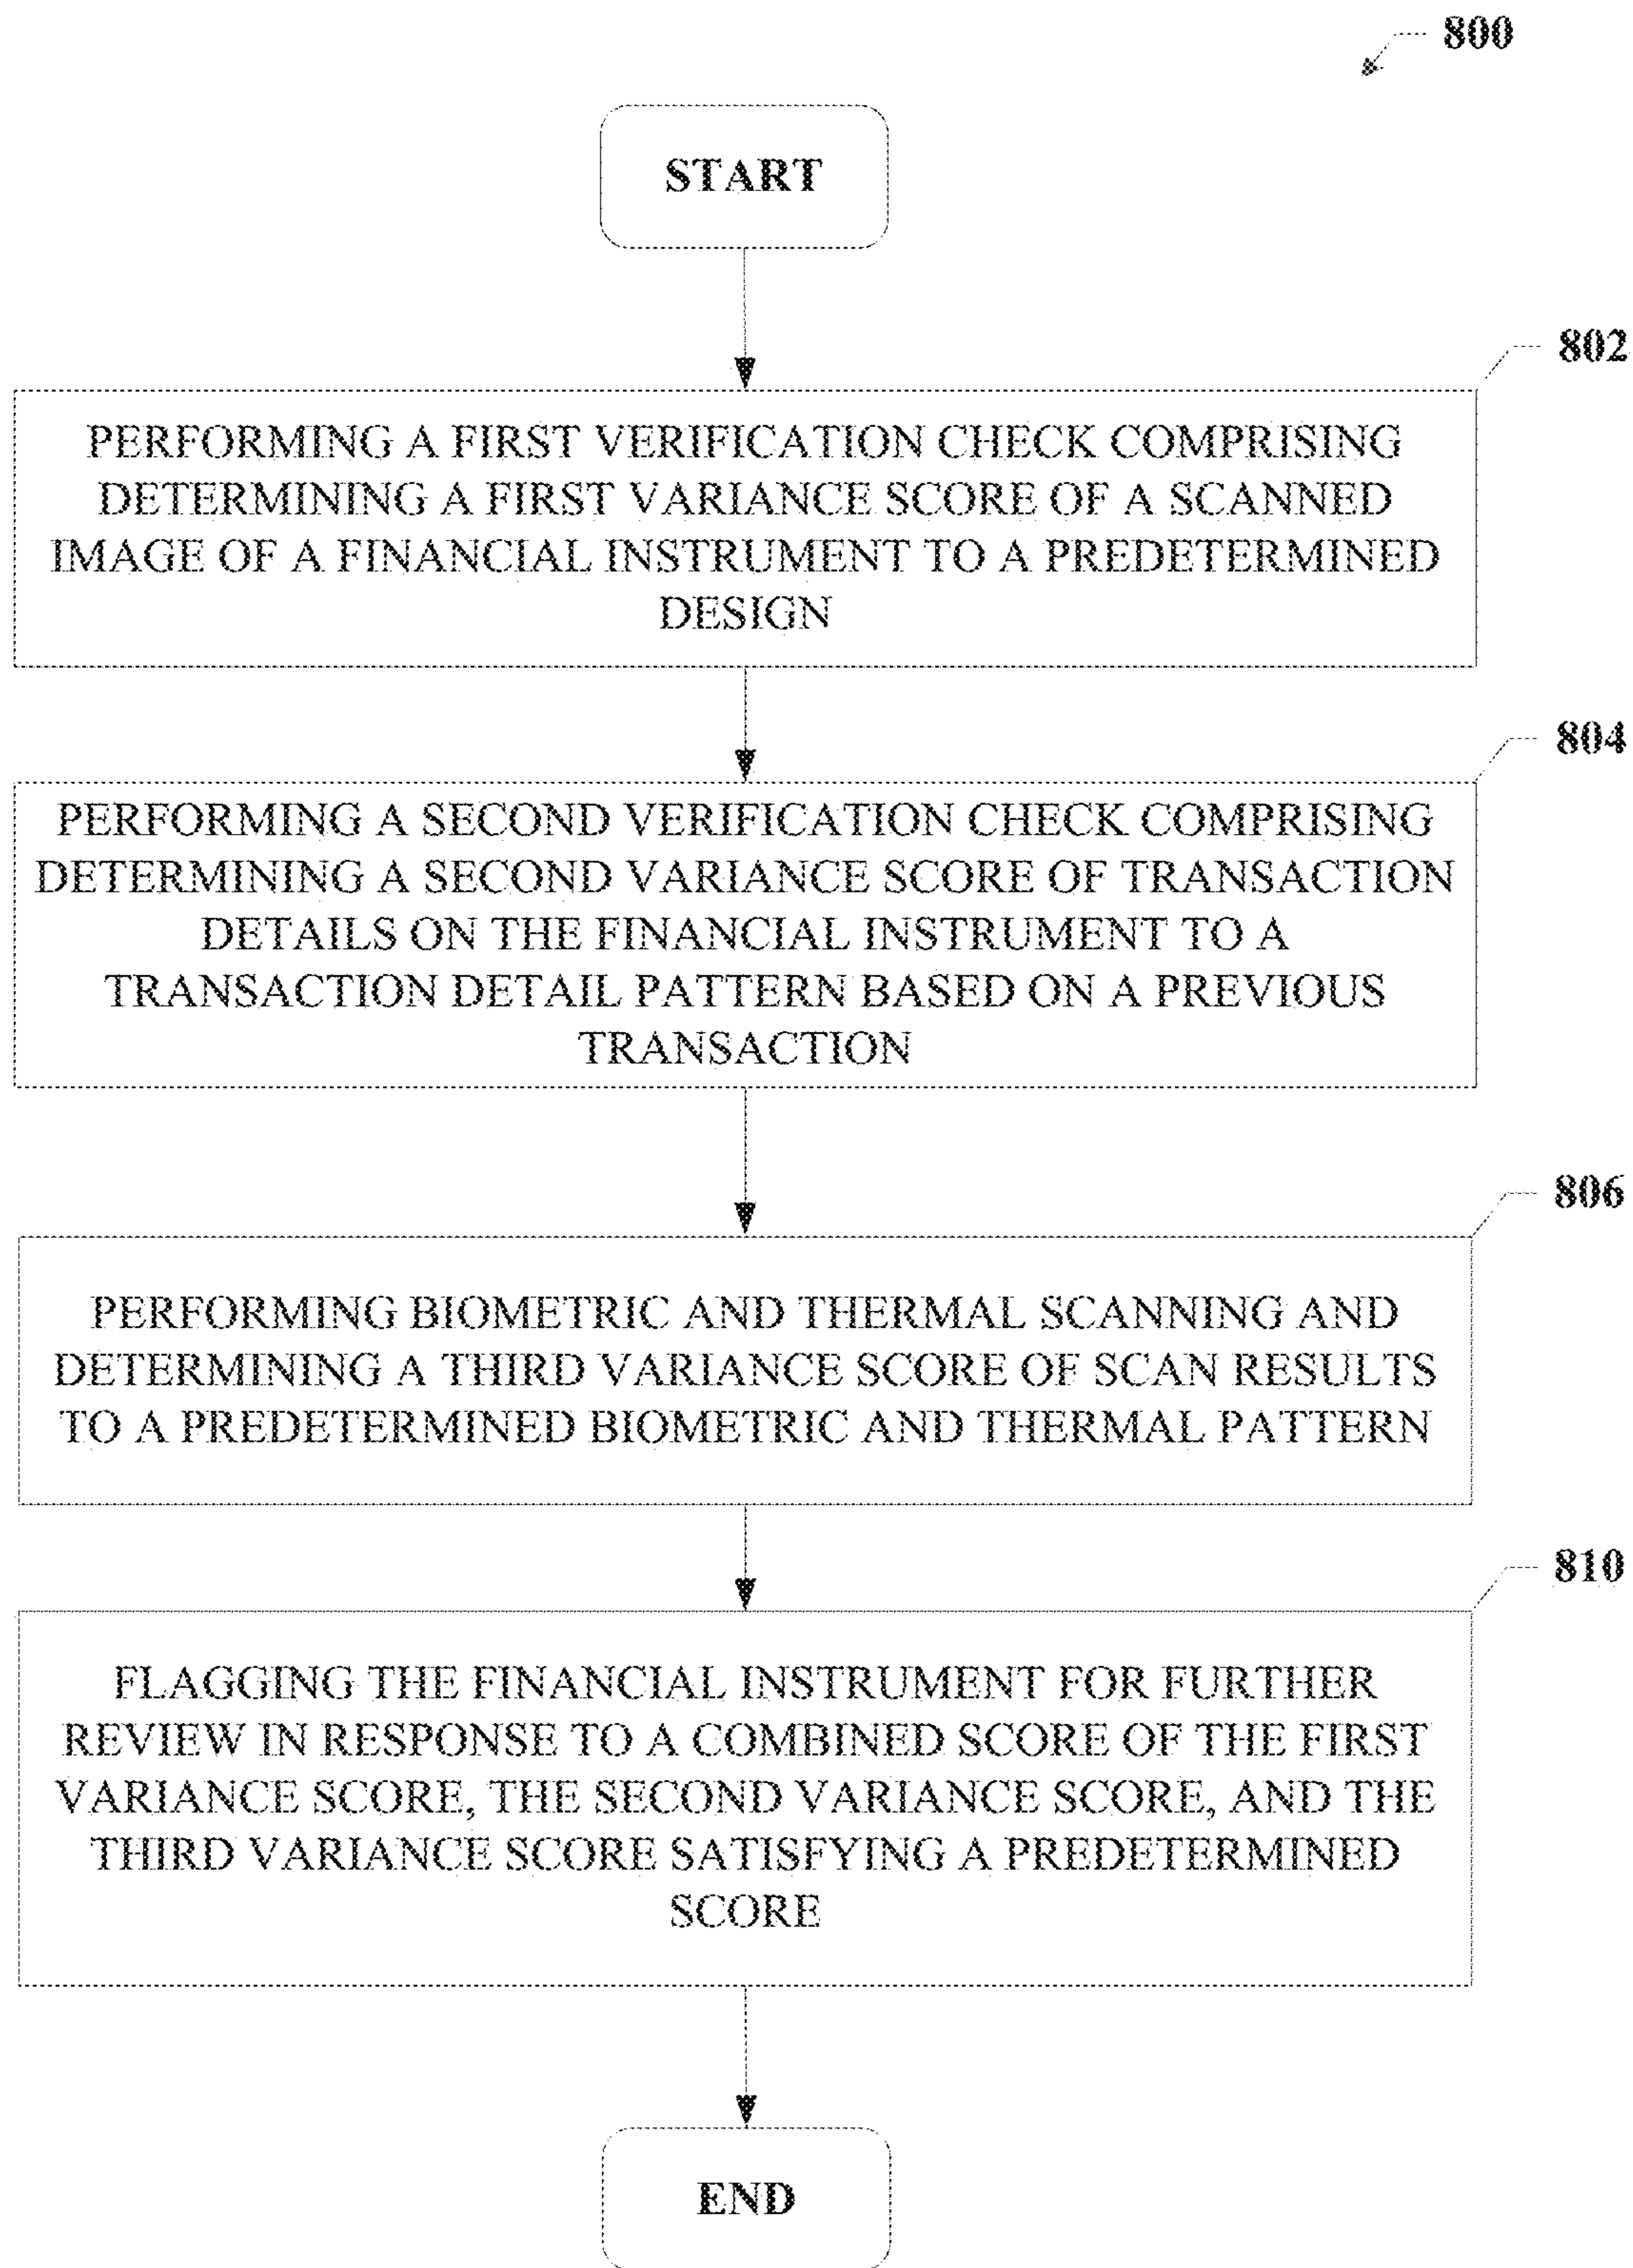 800
START
802
PERFORMING A FIRST VERIFICATION CHECK COMPRISING
DETERMINING A FIRST VARIANCE SCORE OF A SCANNED
IMAGE OF A FINANCIAL INSTRUMENT TO A PREDETERMINED
DESIGN
804
PERFORMING A SECOND VERIFICATION CHECK COMPRISING
DETERMINING A SECOND VARIANCE SCORE OF TRANSACTION
DETAILS ON THE FINANCIAL INSTRUMENT TO A
TRANSACTION DETAIL PATTERN BASED ON A PREVIOUS
TRANSACTION
806
PERFORMING BIOMETRIC AND THERMAL SCANNING AND
DETERMINING A THIRD VARIANCE SCORE OF SCAN RESULTS
TO A PREDETERMINED BIOMETRIC AND THERMAL PATTERN
810
FLAGGING THE FINANCIAL INSTRUMENT FOR FURTHER
REVIEW IN RESPONSE TO A COMBINED SCORE OF THE FIRST
VARIANCE SCORE, THE SECOND VARIANCE SCORE, AND THE
THIRD VARIANCE SCORE SATISFYING A PREDETERMINED
SCORE
END